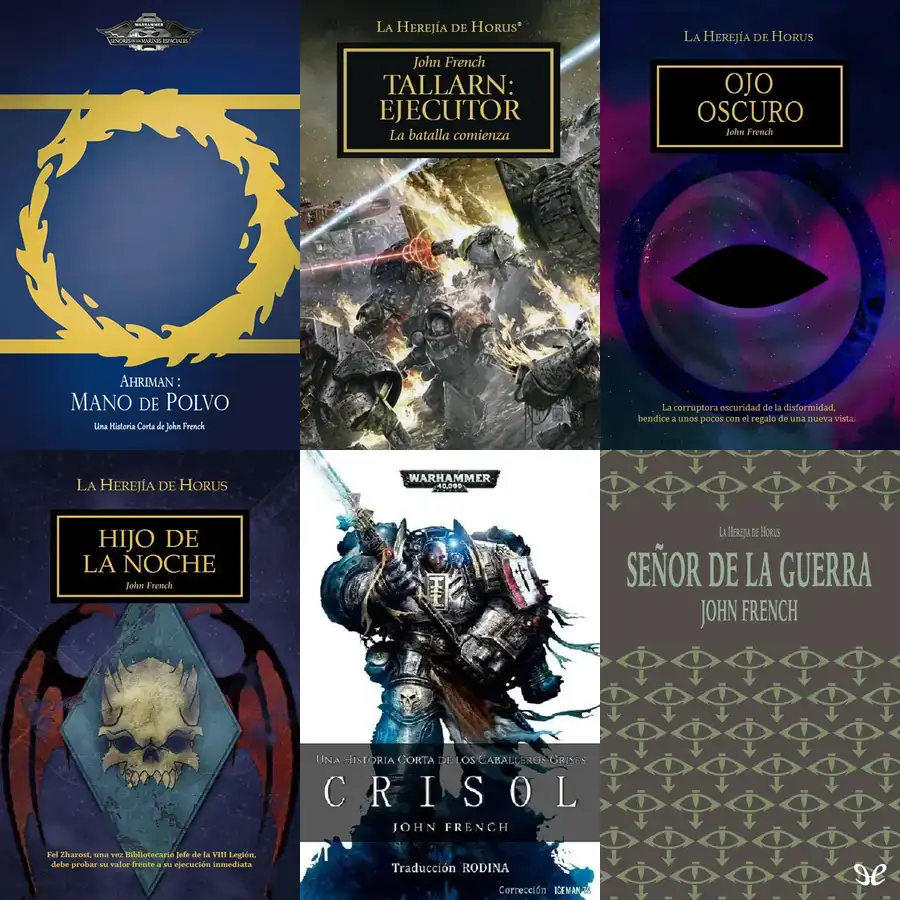 WARHAMMER
SEÑORES DE LOS MARINES ESPACIALES
AHRIMAN :
MANO DE POLVO
Una Historia Corta de John French
LA HEREJÍA DE HORUS®
John French
TALLARN:
EJECUTOR
La batalla comienza
LA HEREJÍA DE HORUS
OJO
OSCURO
John French
La corruptora oscuridad de la disformidad,
bendice a unos pocos con el regalo de una nueva vista.
LA HEREJÍA DE HORUS
HIJO DE
LA NOCHE
John French
Fel Zharost, una vez Bibliotecario Jefe de la VIII Legión,
debe probar su valor frente a su ejecución inmediata
WARHAMMER
40,000
UNA HISTORIA CORTA DE LOS CABALLEROS GRISES
CRISOL
JOHN FRENCH
Traducción RODINA
Corrección
LA HEREJÍA DE HORUS
SEÑOR DE LA GUERRA
JOHN FRENCH